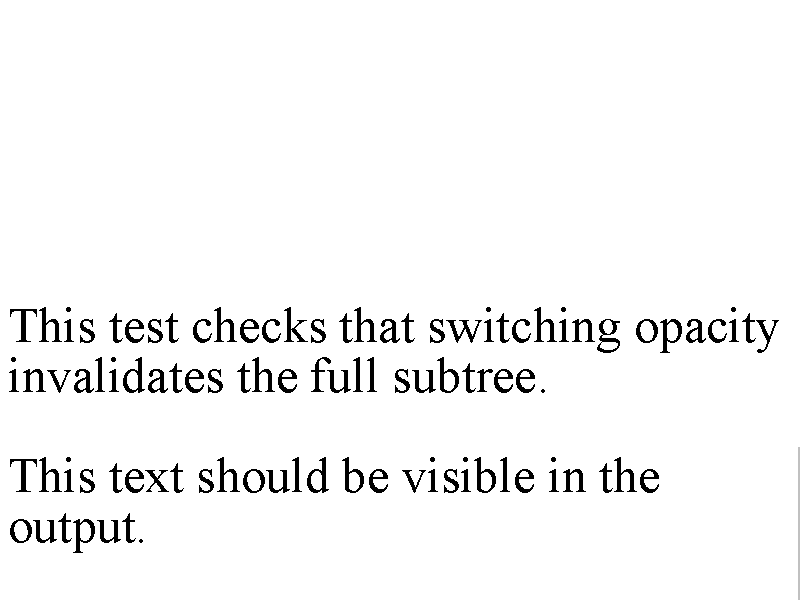 This test checks that switching opacity
invalidates the full subtree.
This text should be visible in the
output.